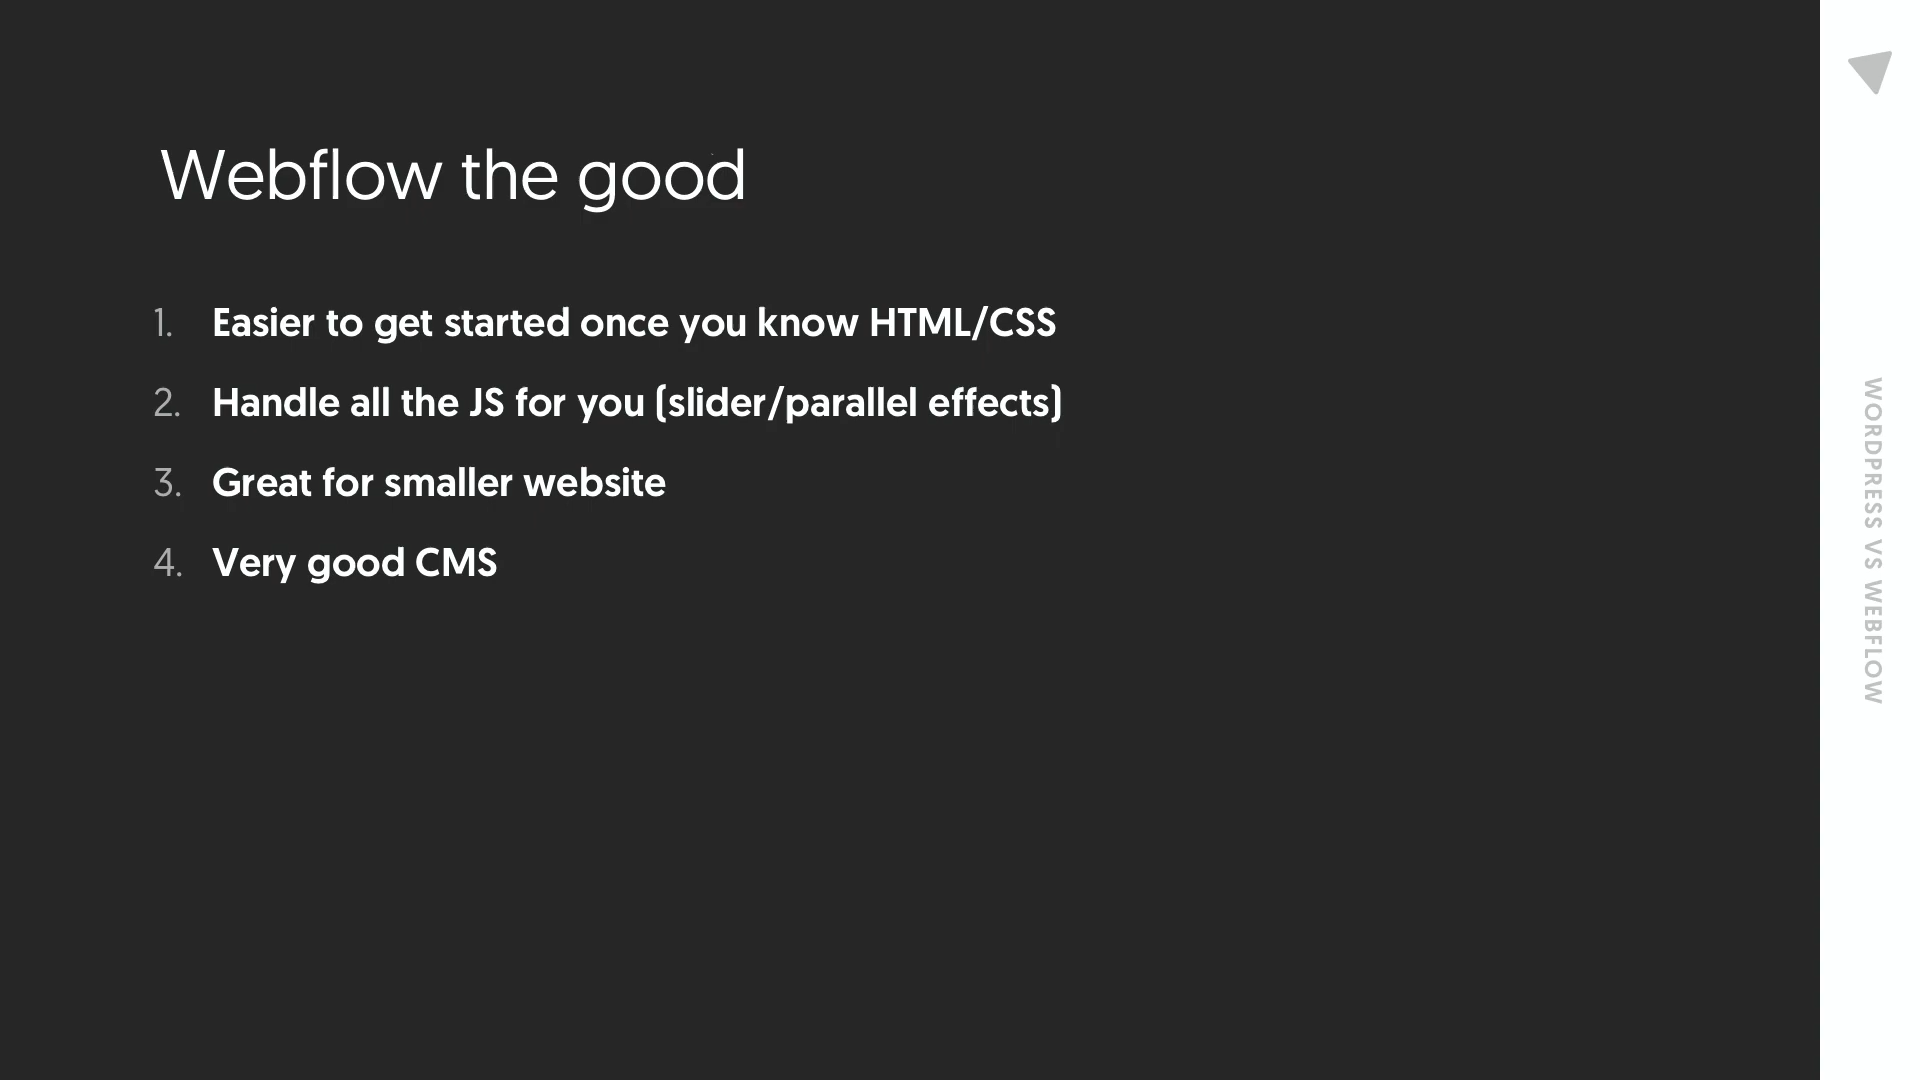 Webflow the good
1. Easier to get started once you know HTML/CSS
2. Handle all the JS for you (slider/parallel effects)
3. Great for smaller website
4. Very good CMS
WORDPRESS VS WEBFLOW